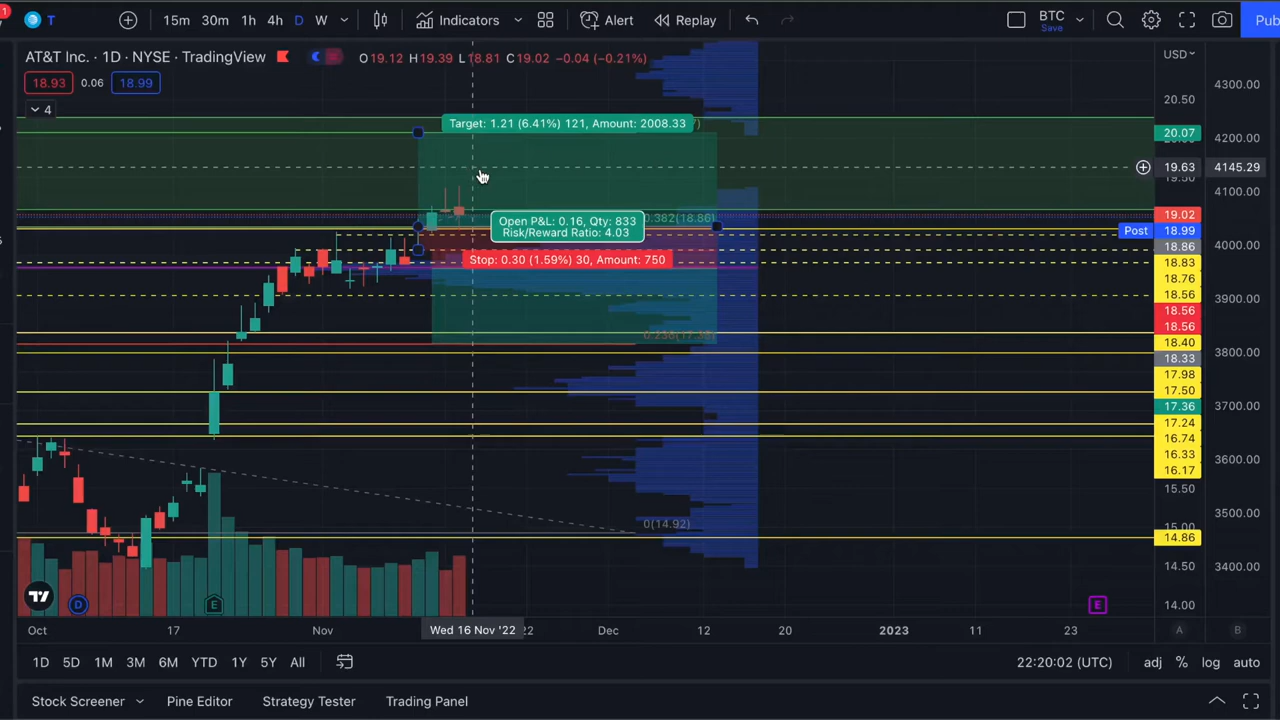 T
15m 30m 1h 4h D W
Indicators
Alert
Replay
BTC
Save
Pub
AT&T Inc. · 1D · NYSE · TradingView
O19.12 H19.39 L18.81 C19.02 −0.04 (−0.21%)
18.93 0.06 18.99
4
USD
20.50
20.07
19.63
19.02
Post 18.99
18.86
18.83
18.76
18.56
18.56
18.56
18.40
18.33
17.98
17.50
17.36
17.24
16.74
16.33
16.17
15.50
15.00
14.86
14.50
14.00
4300.00
4200.00
4145.29
4100.00
4000.00
3900.00
3800.00
3700.00
3600.00
3500.00
3400.00
Target: 1.21 (6.41%) 121, Amount: 2008.33
0.382(18.86)
Open P&L: 0.16, Qty: 833
Risk/Reward Ratio: 4.03
Stop: 0.30 (1.59%) 30, Amount: 750
0.236(17.36)
0(14.92)
D
E
E
Oct 17 Nov Wed 16 Nov '22 22 Dec 12 20 2023 11 23
A B
1D 5D 1M 3M 6M YTD 1Y 5Y All
22:20:02 (UTC)
adj % log auto
Stock Screener
Pine Editor
Strategy Tester
Trading Panel